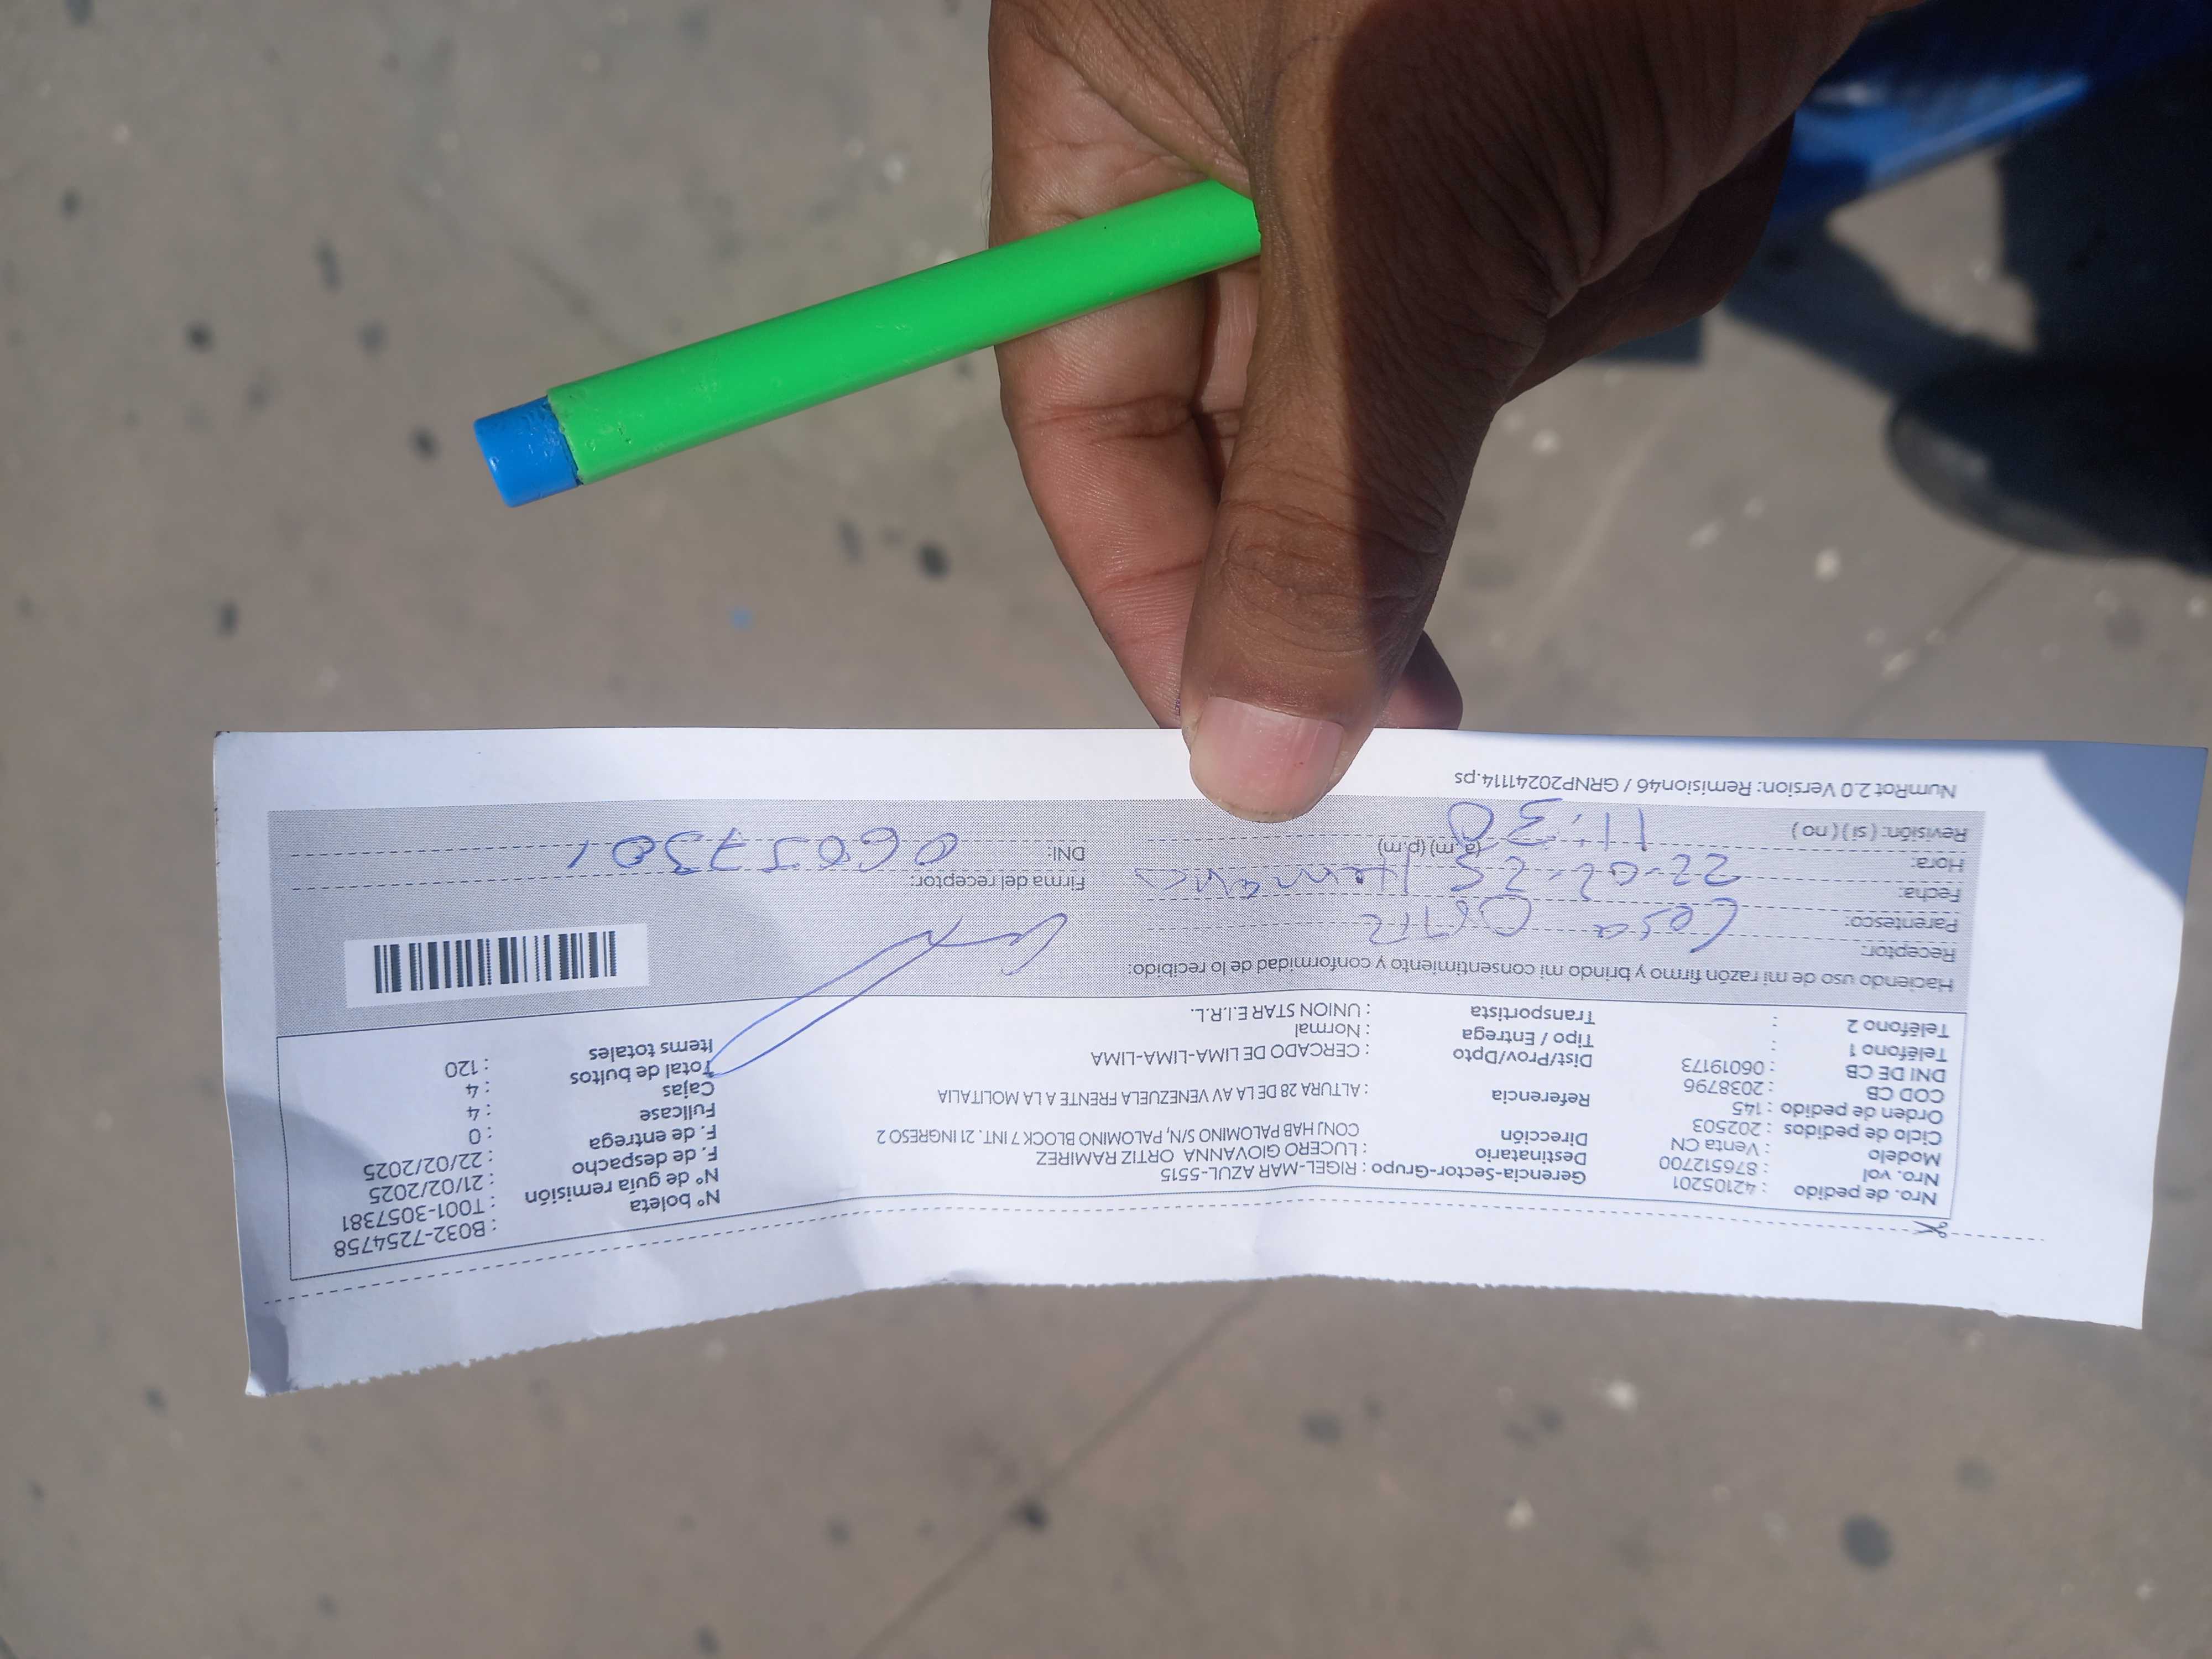 Nro. de pedido : 42105201
Nro. vol : 876512700
Modelo : Venta CN
Ciclo de pedidos : 202503
Orden de pedido : 145
COD CB : 2038796
DNI DE CB : 06019173
Teléfono 1 :
Teléfono 2 :
Gerencia-Sector-Grupo : RIGEL-MAR AZUL-5515
Destinatario : LUCERO GIOVANNA ORTIZ RAMIREZ
Dirección CONJ HAB PALOMINO S/N, PALOMINO BLOCK 7 INT. 21 INGRESO 2
Referencia : ALTURA 28 DE LA AV VENEZUELA FRENTE A LA MOLITALIA
Dist/Prov/Dpto : CERCADO DE LIMA-LIMA-LIMA
Tipo / Entrega : Normal
Transportista : UNION STAR E.I.R.L.
N° boleta : B032-7254758
N° de guía remisión : T001-3057381
F. de despacho : 21/02/2025
F. de entrega : 22/02/2025
Fullcase : 0
Cajas : 4
Total de bultos : 4
Items totales : 120
Haciendo uso de mi razón firmo y brindo mi consentimiento y conformidad de lo recibido:
Receptor:
Parentesco: Ortiz
Fecha: 22-02-25 Hermano
Hora: (a.m) (p.m)
Revisión: ( si ) ( no ) 11:30
Firma del receptor:
DNI: 06057301
NumRot 2.0 Version: Remision46 / GRNP20241114.ps